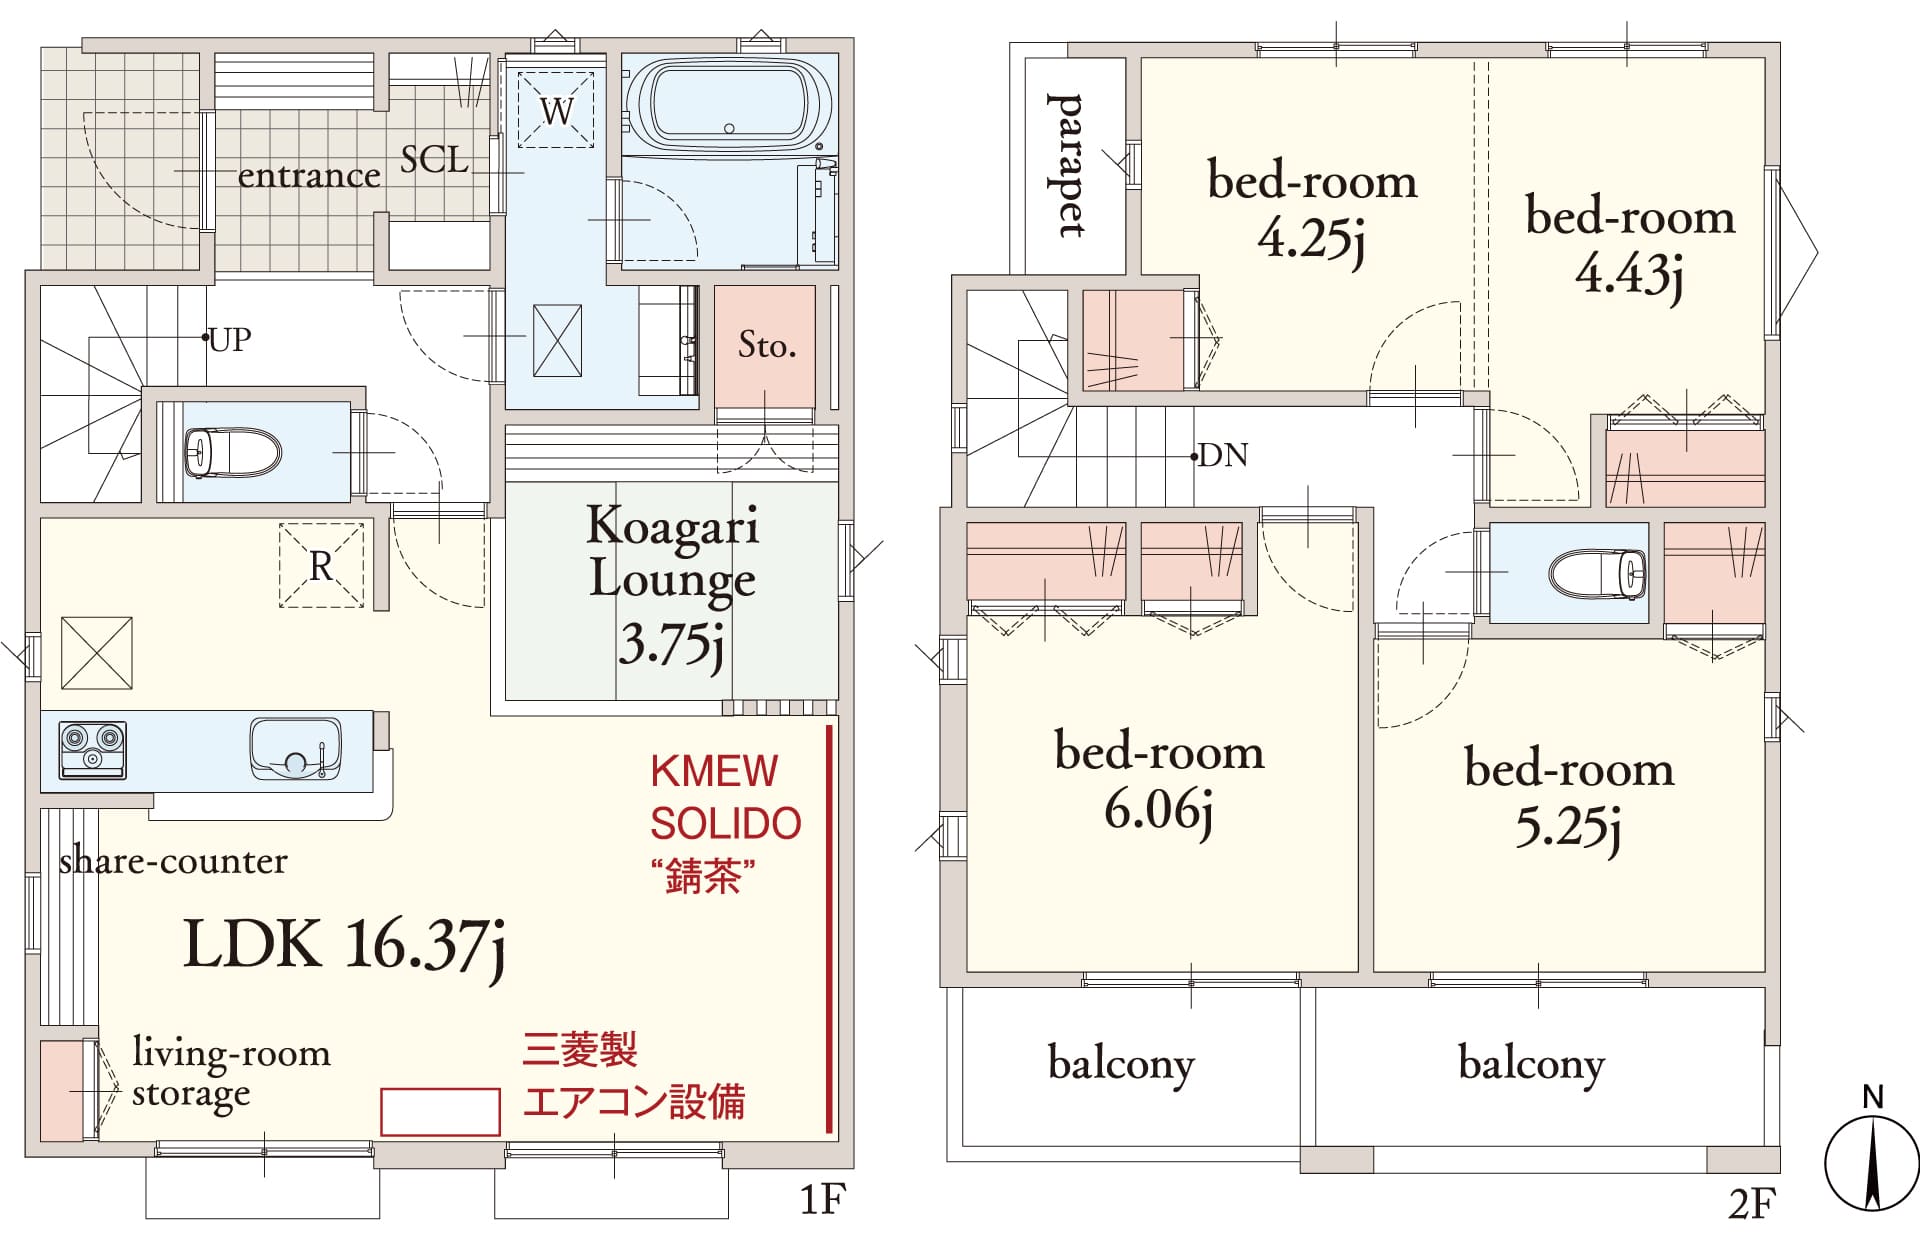 entrance
SCL
W
UP
Sto.
R
Koagari
Lounge
3.75j
KMEW
SOLIDO
“錆茶”
share-counter
LDK 16.37j
living-room
storage
三菱製
エアコン設備
1F
parapet
bed-room
4.25j
bed-room
4.43j
DN
bed-room
6.06j
bed-room
5.25j
balcony
balcony
N
2F